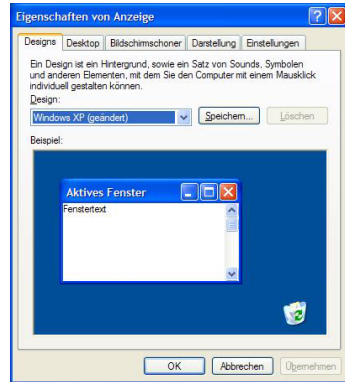 Eigenschaften von Anzeige
Designs Desktop Bildschirmschoner Darstellung Einstellungen
Ein Design ist ein Hintergrund, sowie ein Satz von Sounds, Symbolen
und anderen Elementen, mit dem Sie den Computer mit einem Mausklick
individuell gestalten können.
Design:
Windows XP (geändert) Speichern... Löschen
Beispiel:
Aktives Fenster
Fenstertext
OK Abbrechen Übernehmen